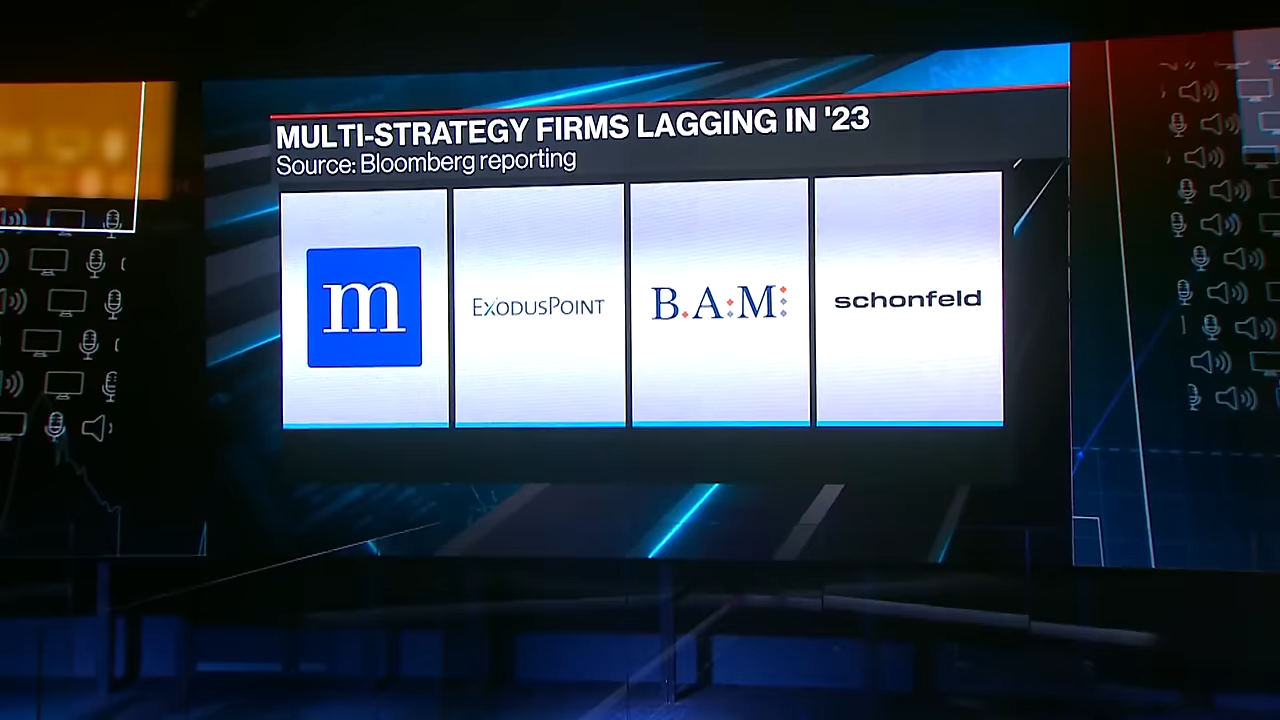 MULTI-STRATEGY FIRMS LAGGING IN '23
Source: Bloomberg reporting
m
EXODUSPOINT
B.A.M
schonfeld